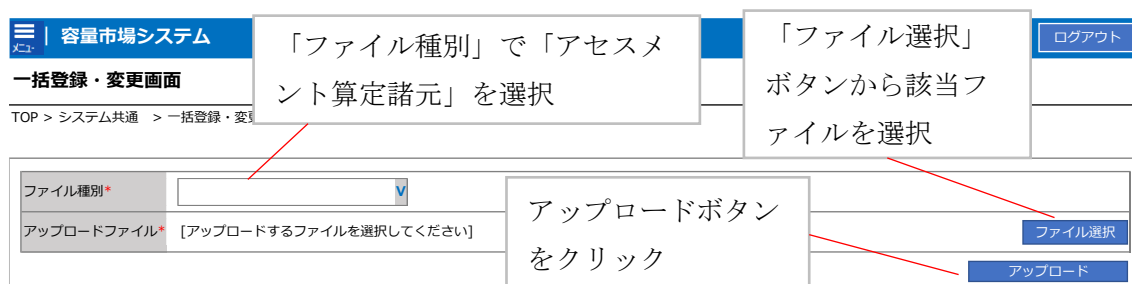 メニュー
容量市場システム
ログアウト
「ファイル種別」で「アセスメ
ント算定諸元」を選択
「ファイル選択」
ボタンから該当フ
ァイルを選択
一括登録・変更画面
TOP > システム共通 > 一括登録・変
ファイル種別*
V
アップロードファイル* [アップロードするファイルを選択してください]
ファイル選択
アップロードボタン
をクリック
アップロード